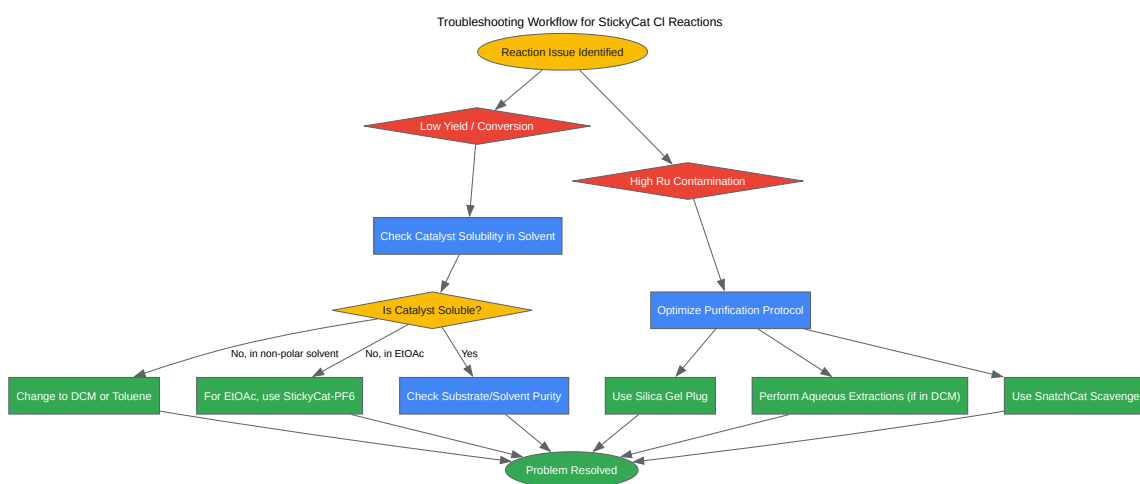 Troubleshooting Workflow for StickyCat Cl Reactions
Reaction Issue Identified
Low Yield / Conversion
High Ru Contamination
Check Catalyst Solubility in Solvent
Is Catalyst Soluble?
Optimize Purification Protocol
No, in non-polar solvent
No, in EtOAc
Yes
Change to DCM or Toluene
For EtOAc, use StickyCat-PF6
Check Substrate/Solvent Purity
Use Silica Gel Plug
Perform Aqueous Extractions (if in DCM)
Use SnatchCat Scavenge
Problem Resolved